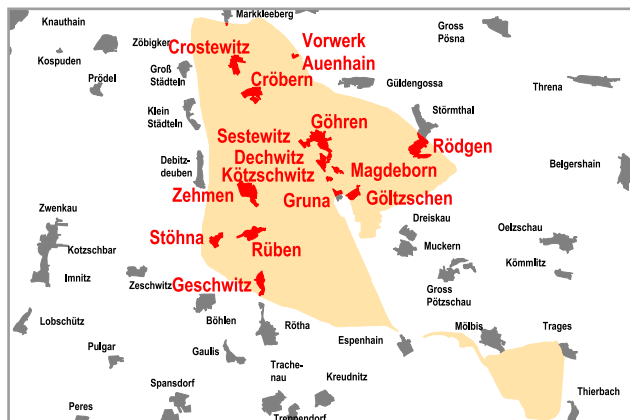 Markkleeberg
Knauthain
Gross
Pösna
Zöbigker
Crostewitz
Vorwerk
Auenhain
Kospuden
Groß
Städteln
Prödel
Cröbern
Güldengossa
Threna
Klein
Städteln
Störmthal
Göhren
Sestewitz
Rödgen
Debitz-
deuben
Dechwitz
Kötzschwitz
Magdeborn
Belgershain
Zehmen
Gruna
Göltzschen
Zwenkau
Dreiskau
Oelzschau
Stöhna
Rüben
Muckern
Kotzschbar
Kömmlitz
Imnitz
Zeschwitz
Geschwitz
Gross
Pötzschau
Lobschütz
Böhlen
Rötha
Mölbis
Trages
Espenhain
Pulgar
Gaulis
Trache-
nau
Kreudnitz
Spansdorf
Thierbach
Peres
Treppendorf